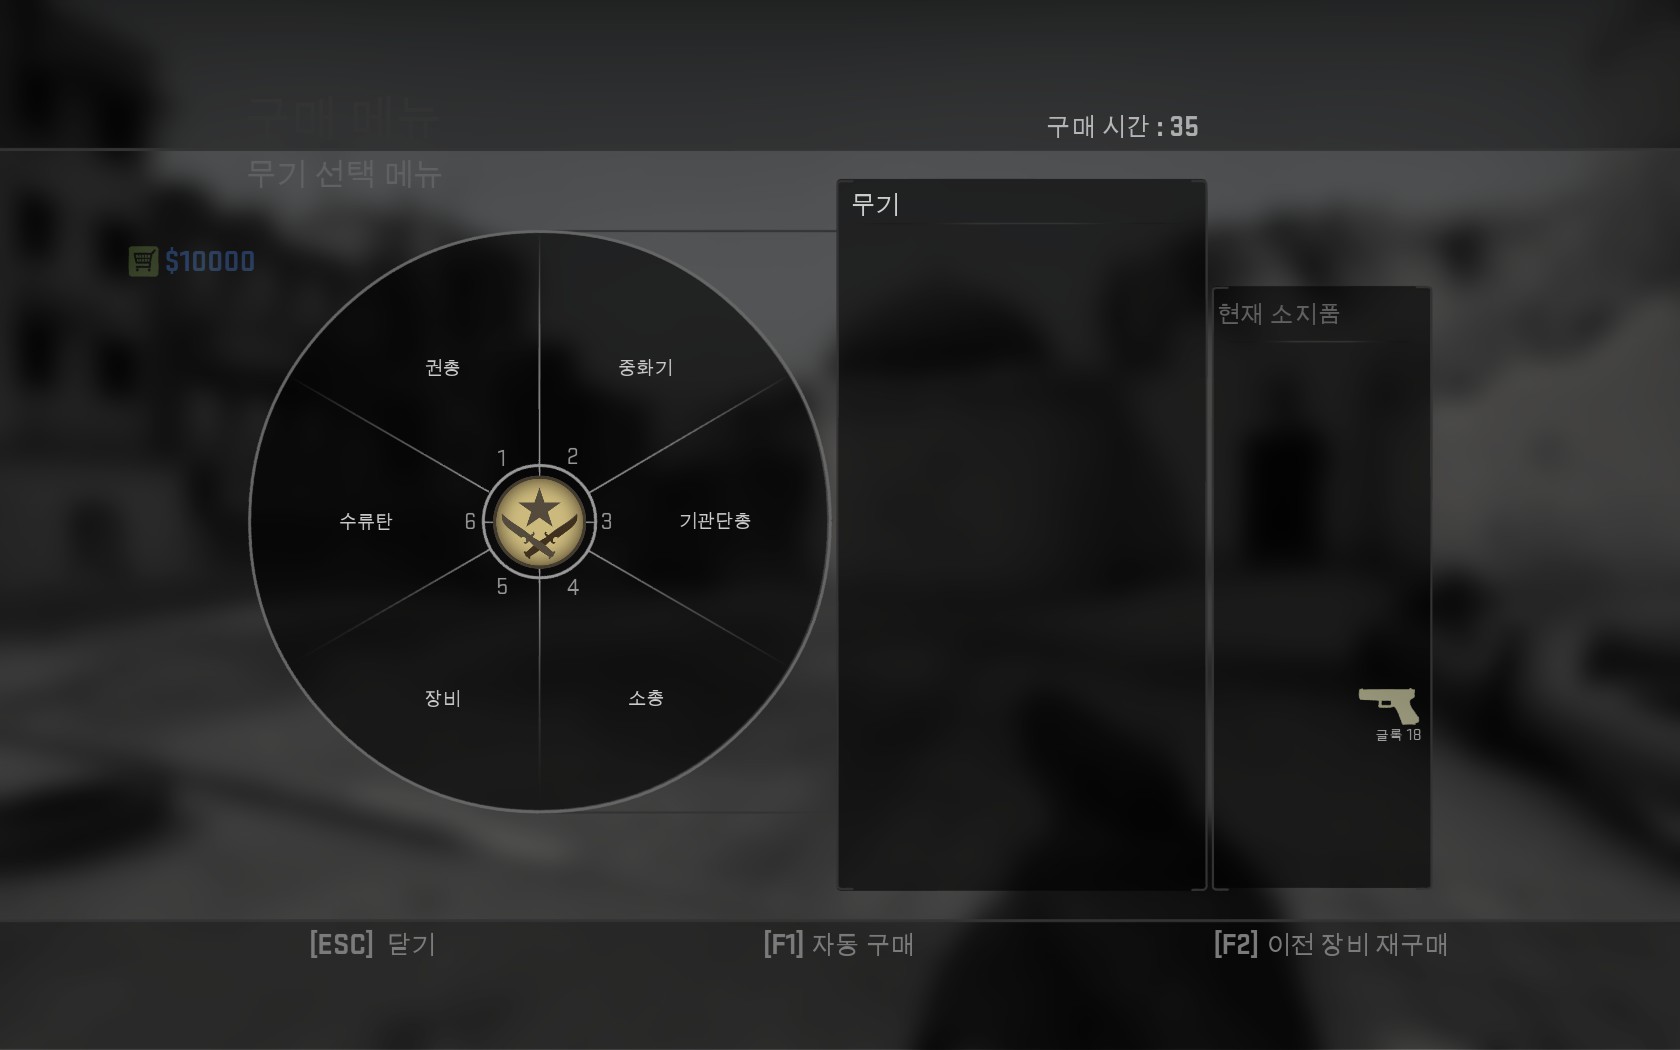 구매 메뉴
구매 시간 : 35
무기 선택 메뉴
$10000
무기
현재 소지품
권총
중화기
수류탄
기관단총
장비
소총
1
2
3
4
5
6
글록 18
[ESC] 닫기
[F1] 자동 구매
[F2] 이전 장비 재구매